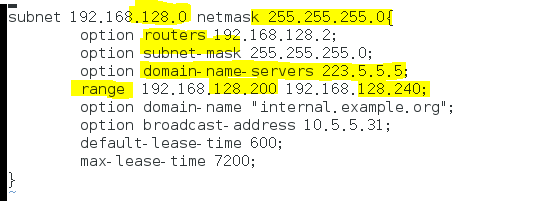 subnet 192.168.128.0 netmask 255.255.255.0{
option routers 192.168.128.2;
option subnet-mask 255.255.255.0;
option domain-name-servers 223.5.5.5;
range 192.168.128.200 192.168.128.240;
option domain-name "internal.example.org";
option broadcast-address 10.5.5.31;
default-lease-time 600;
max-lease-time 7200;
}
~